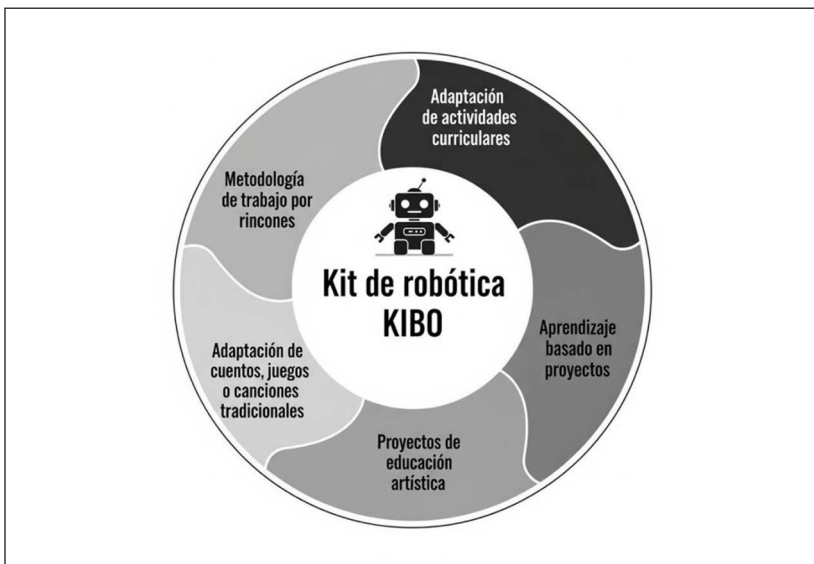 Adaptación
de actividades
curriculares
Metodología
de trabajo por
rincones
Kit de robótica
KIBO
Aprendizaje
basado en
proyectos
Adaptación de
cuentos, juegos
o canciones
tradicionales
Proyectos de
educación
artística